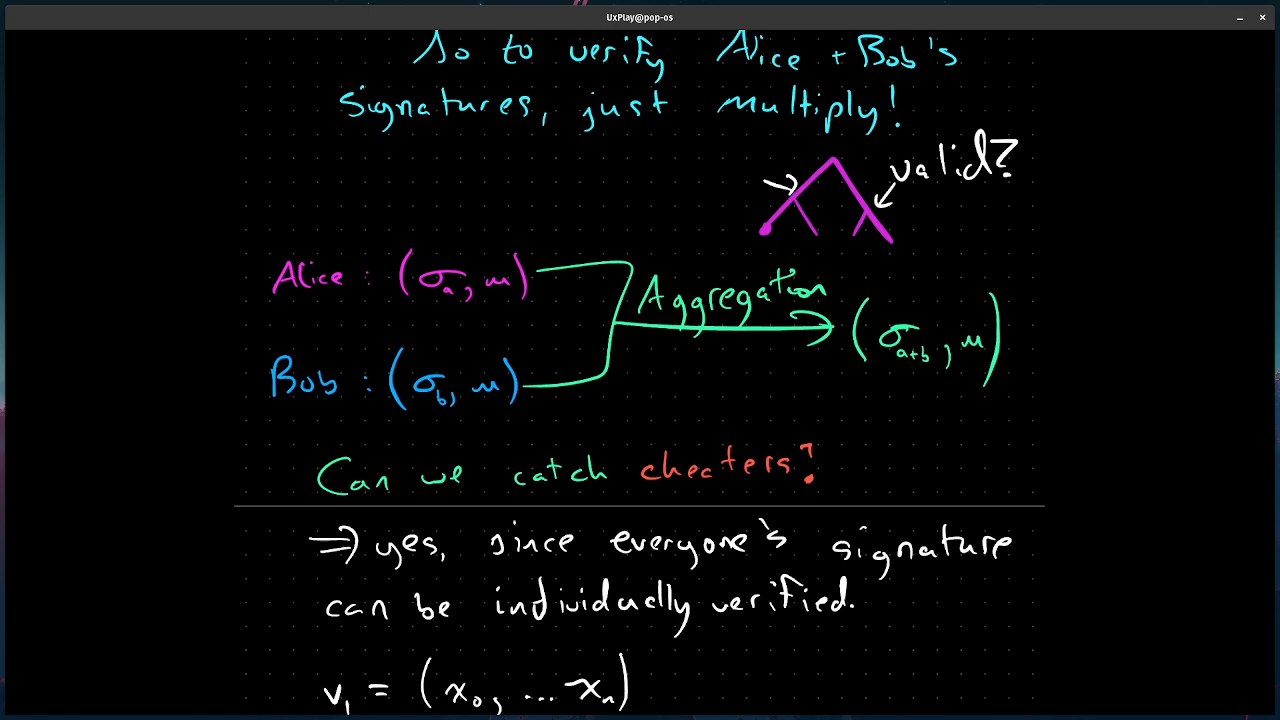 UxPlay@pop-os
So to verify Alice + Bob's
signatures, just multiply!
valid?
Alice : (σₐ, m)
Aggregation
(σₐ₊b, m)
Bob : (σb, m)
Can we catch cheaters?
⇒ yes, since everyone's signature
can be individually verified.
v₁ = (x₀, ... xₙ)